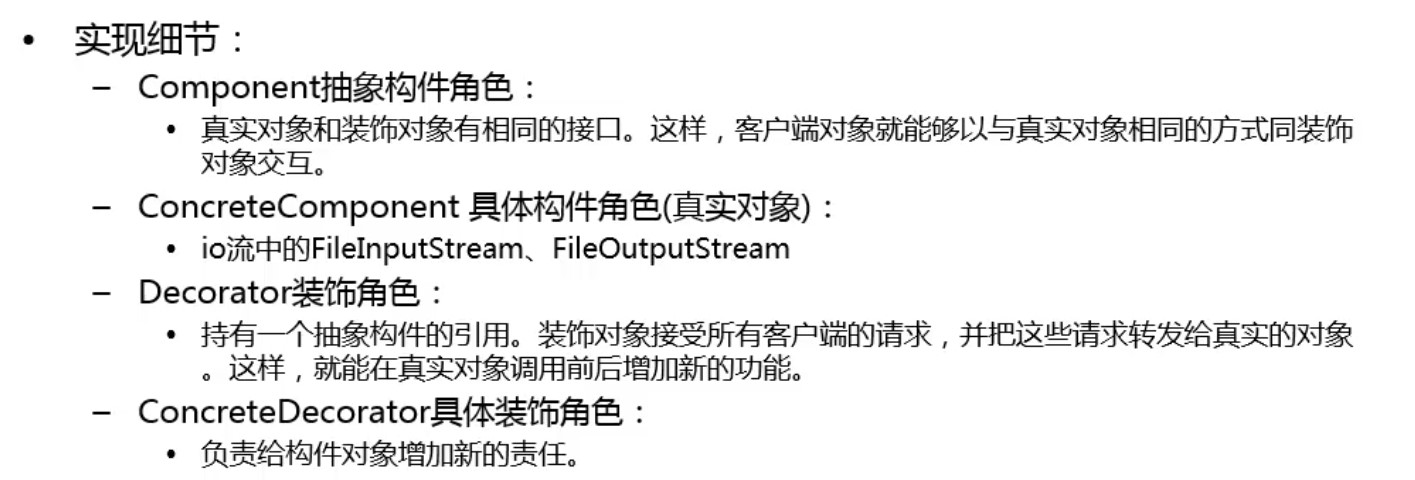 • 实现细节：
– Component抽象构件角色：
• 真实对象和装饰对象有相同的接口。这样，客户端对象就能够以与真实对象相同的方式同装饰
对象交互。
– ConcreteComponent 具体构件角色(真实对象)：
• io流中的FileInputStream、FileOutputStream
– Decorator装饰角色：
• 持有一个抽象构件的引用。装饰对象接受所有客户端的请求，并把这些请求转发给真实的对象
。这样，就能在真实对象调用前后增加新的功能。
– ConcreteDecorator具体装饰角色：
• 负责给构件对象增加新的责任。